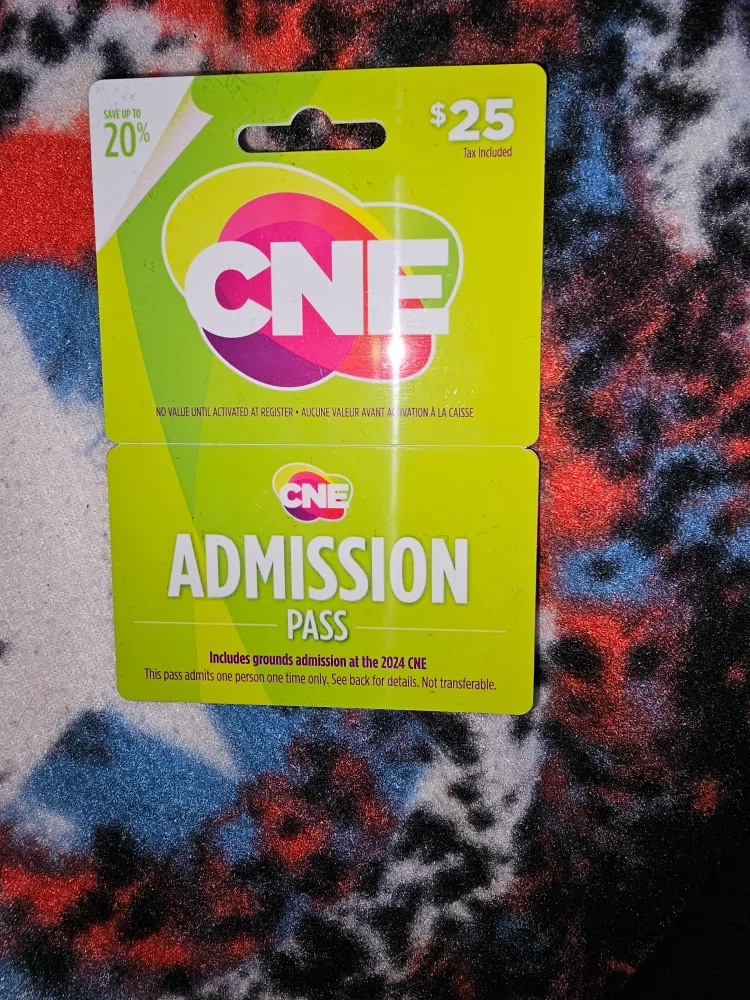 SAVE UP TO
20%
$25
Tax Included
CNE
NO VALUE UNTIL ACTIVATED AT REGISTER • AUCUNE VALEUR AVANT ACTIVATION À LA CAISSE
CNE
ADMISSION
PASS
Includes grounds admission at the 2024 CNE
This pass admits one person one time only. See back for details. Not transferable.